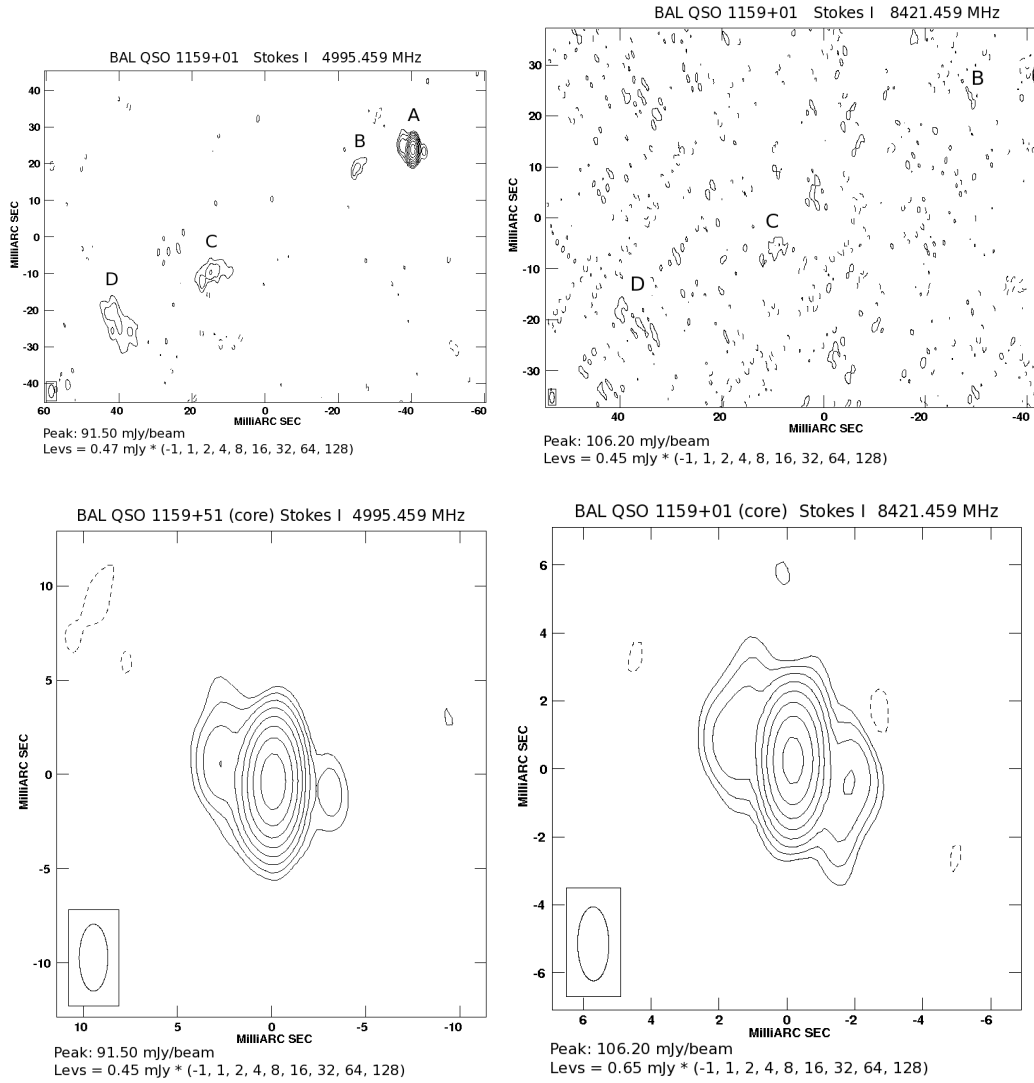 BAL QSO 1159+01 Stokes I 4995.459 MHz
40
30
20
10
0
-10
-20
-30
-40
MilliARC SEC
A
B
C
D
60 40 20 0 -20 -40 -60
MilliARC SEC
Peak: 91.50 mJy/beam
Levs = 0.47 mJy * (-1, 1, 2, 4, 8, 16, 32, 64, 128)
BAL QSO 1159+01 Stokes I 8421.459 MHz
30
20
10
0
-10
-20
-30
MilliARC SEC
B
C
D
40 20 0 -20 -40
MilliARC SEC
Peak: 106.20 mJy/beam
Levs = 0.45 mJy * (-1, 1, 2, 4, 8, 16, 32, 64, 128)
BAL QSO 1159+51 (core) Stokes I 4995.459 MHz
10
5
0
-5
-10
MilliARC SEC
10 5 0 -5 -10
MilliARC SEC
Peak: 91.50 mJy/beam
Levs = 0.45 mJy * (-1, 1, 2, 4, 8, 16, 32, 64, 128)
BAL QSO 1159+01 (core) Stokes I 8421.459 MHz
6
4
2
0
-2
-4
-6
MilliARC SEC
6 4 2 0 -2 -4 -6
MilliARC SEC
Peak: 106.20 mJy/beam
Levs = 0.65 mJy * (-1, 1, 2, 4, 8, 16, 32, 64, 128)